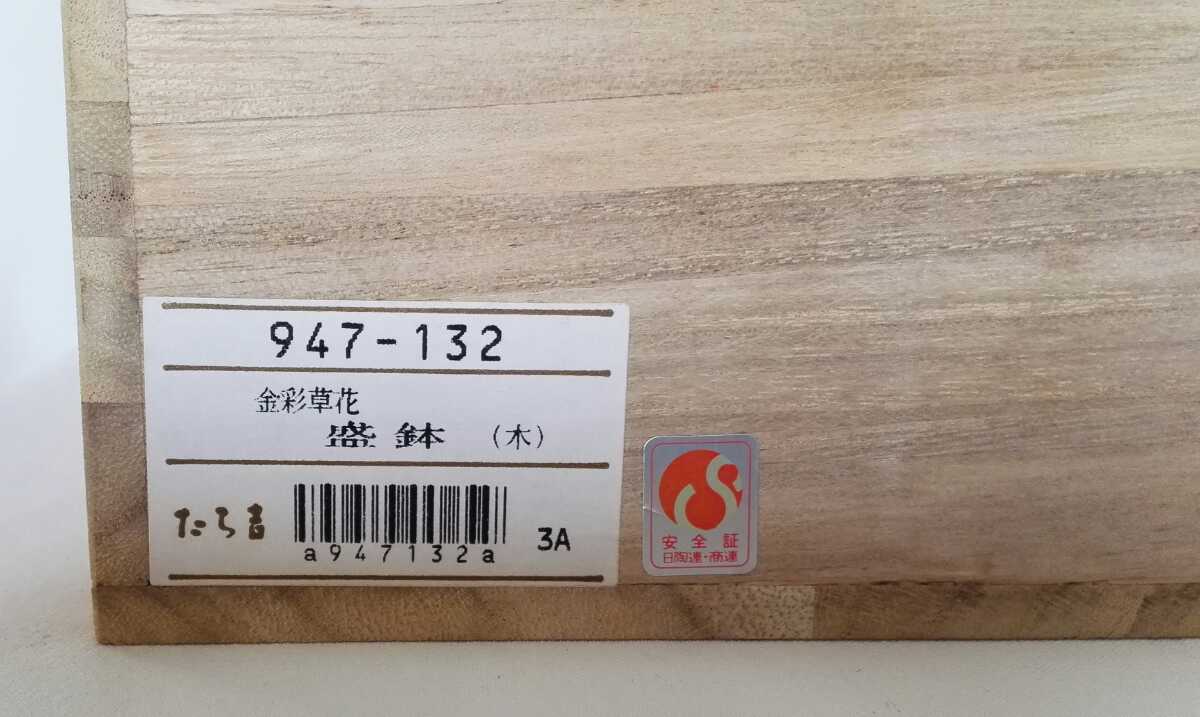 947-132
金彩草花
盛鉢 (木)
たち吉
a947132a
3A
S
安全証
日陶連・商連